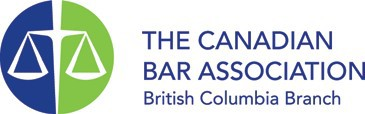 THE CANADIAN
BAR ASSOCIATION
British Columbia Branch